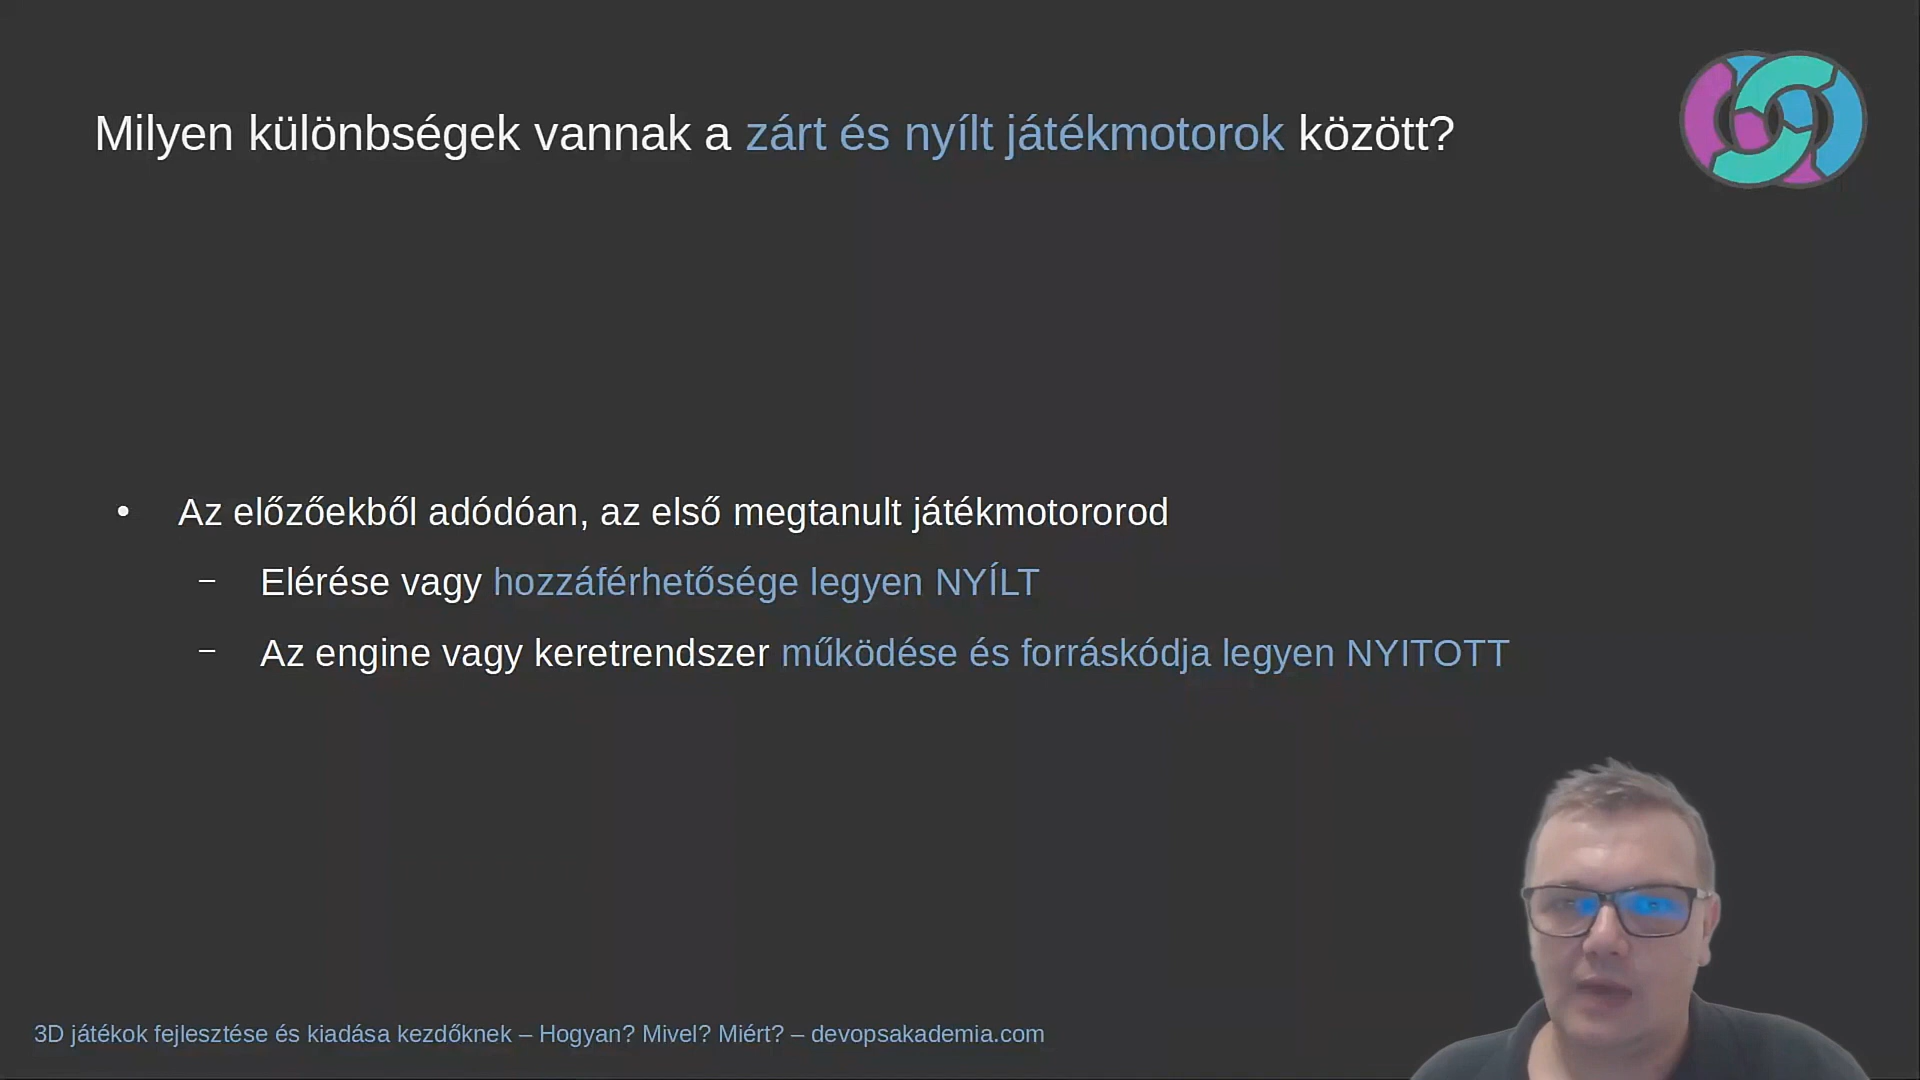 Milyen különbségek vannak a zárt és nyílt játékmotorok között?
• Az előzőekből adódóan, az első megtanult játékmotororod
– Elérése vagy hozzáférhetősége legyen NYÍLT
– Az engine vagy keretrendszer működése és forráskódja legyen NYITOTT
3D játékok fejlesztése és kiadása kezdőknek – Hogyan? Mivel? Miért? – devopsakademia.com